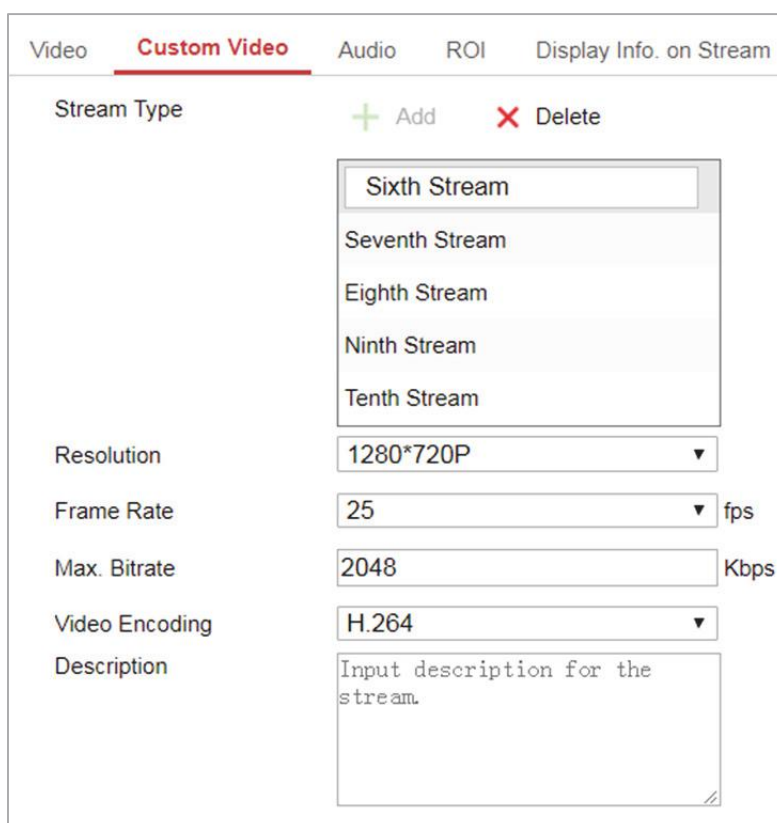 Video Custom Video Audio ROI Display Info. on Stream
Stream Type Add Delete
Sixth Stream
Seventh Stream
Eighth Stream
Ninth Stream
Tenth Stream
Resolution 1280*720P
Frame Rate 25 fps
Max. Bitrate 2048 Kbps
Video Encoding H.264
Description Input description for the
stream.